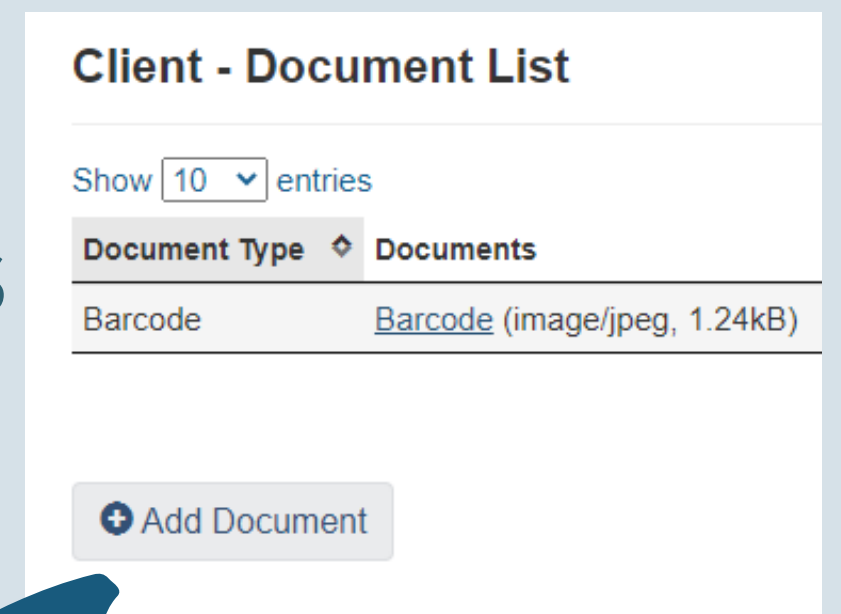 Client - Document List
Show 10 entries
Document Type Documents
Barcode Barcode (image/jpeg, 1.24kB)
Add Document